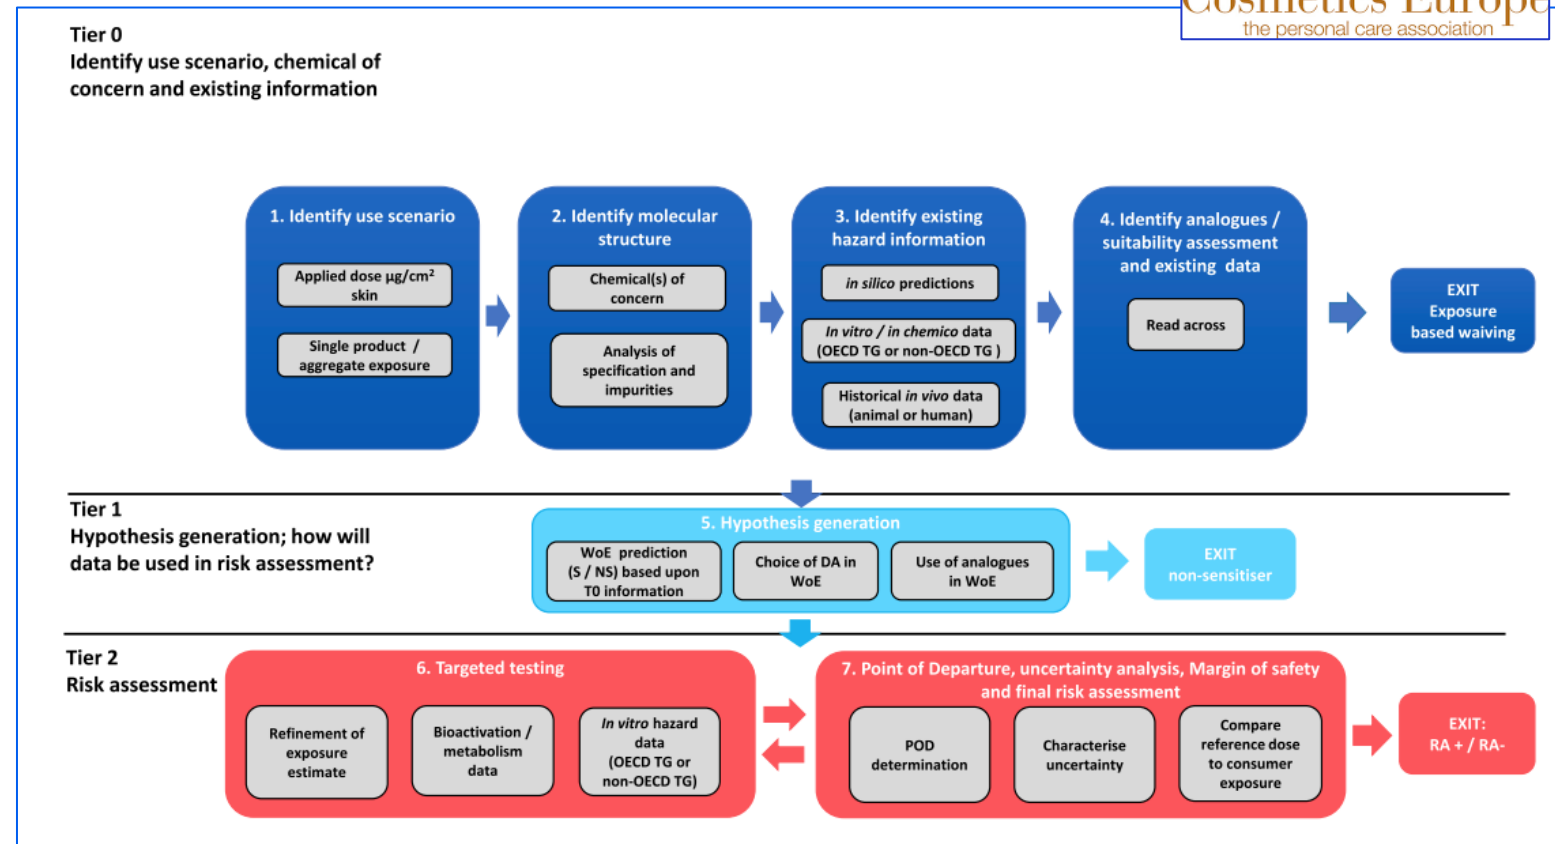 Cosmetics Europe
the personal care association
Tier 0
Identify use scenario, chemical of
concern and existing information
1. Identify use scenario
Applied dose µg/cm²
skin
Single product /
aggregate exposure
2. Identify molecular
structure
Chemical(s) of
concern
Analysis of
specification and
impurities
3. Identify existing
hazard information
in silico predictions
In vitro / in chemico data
(OECD TG or non-OECD TG )
Historical in vivo data
(animal or human)
4. Identify analogues /
suitability assessment
and existing data
Read across
EXIT
Exposure
based waiving
Tier 1
Hypothesis generation; how will
data be used in risk assessment?
5. Hypothesis generation
WoE prediction
(S / NS) based upon
T0 information
Choice of DA in
WoE
Use of analogues
in WoE
EXIT
non-sensitiser
Tier 2
Risk assessment
6. Targeted testing
Refinement of
exposure
estimate
Bioactivation /
metabolism
data
In vitro hazard
data
(OECD TG or
non-OECD TG)
7. Point of Departure, uncertainty analysis, Margin of safety
and final risk assessment
POD
determination
Characterise
uncertainty
Compare
reference dose
to consumer
exposure
EXIT:
RA + / RA-